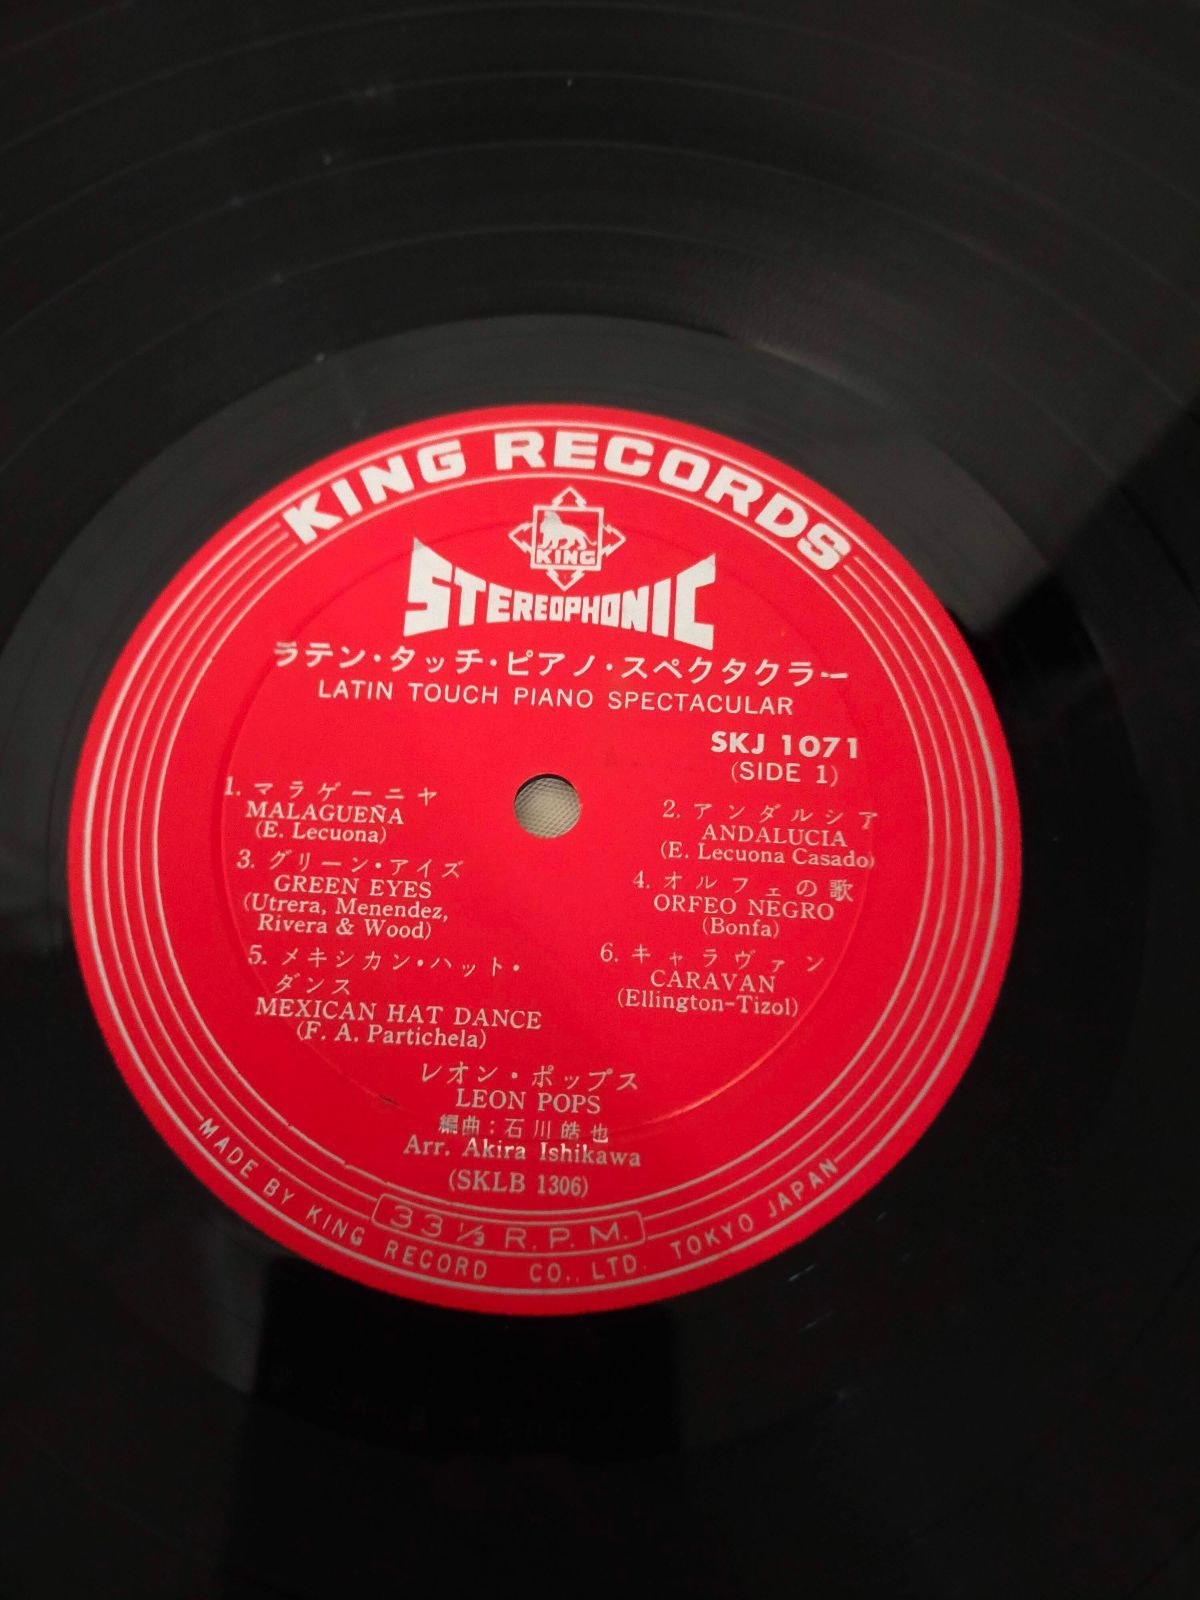 KING RECORDS
KING
STEREOPHONIC
ラテン・タッチ・ピアノ・スペクタクラー
LATIN TOUCH PIANO SPECTACULAR
SKJ 1071
(SIDE 1)
1. マラゲーニヤ
MALAGUEÑA
(E. Lecuona)
2. アンダルシア
ANDALUCIA
(E. Lecuona Casado)
3. グリーン・アイズ
GREEN EYES
(Utrera, Menendez,
Rivera & Wood)
4. オルフェの歌
ORFEO NEGRO
(Bonfa)
5. メキシカン・ハット・
ダンス
MEXICAN HAT DANCE
(F. A. Partichela)
6. キャラヴァン
CARAVAN
(Ellington-Tizol)
レオン・ポップス
LEON POPS
編曲：石川皓也
Arr. Akira Ishikawa
(SKLB 1306)
33 1/3 R.P.M.
MADE BY KING RECORD CO., LTD. TOKYO JAPAN